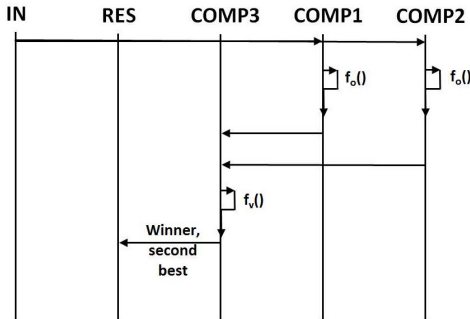 IN RES COMP3 COMP1 COMP2
fo() fo()
fv()
Winner,
second
best